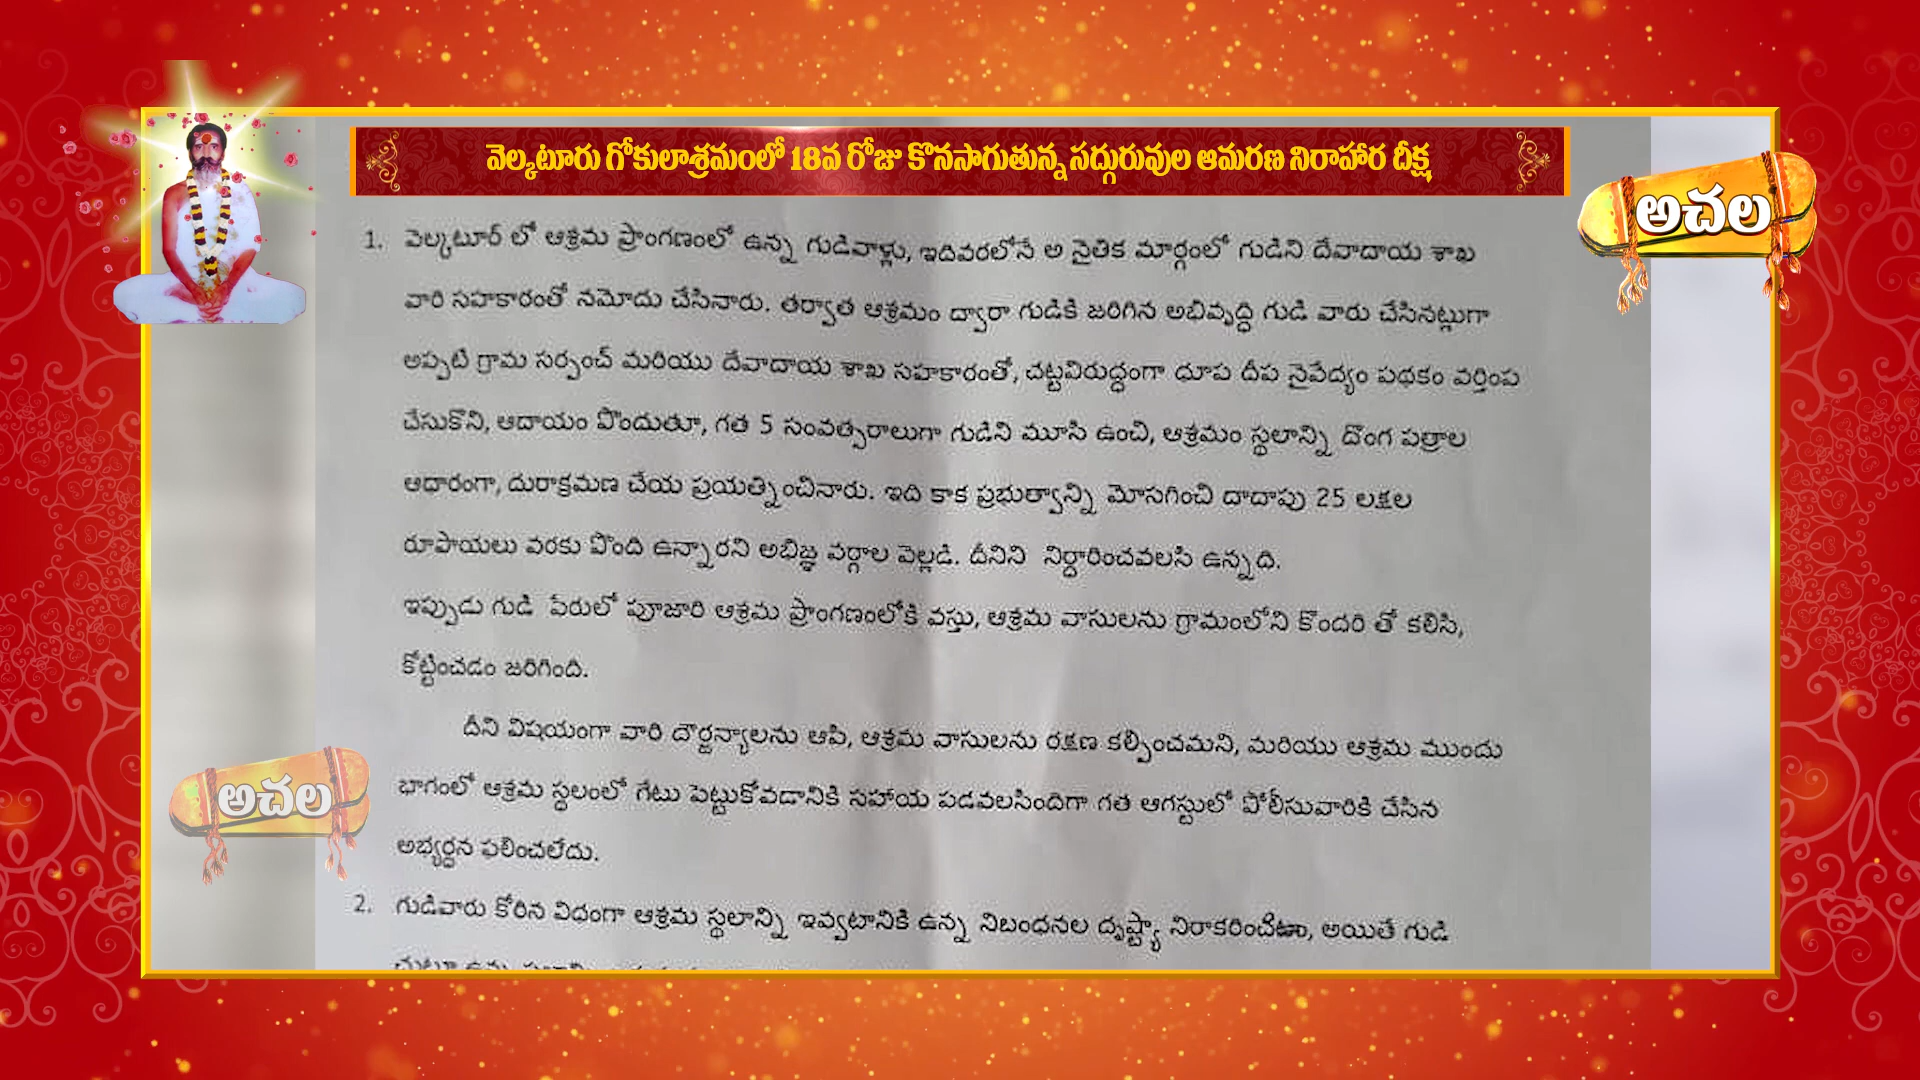 వెల్కటూరు గోకులాశ్రమంలో 18వ రోజు కొనసాగుతున్న సద్గురువుల ఆమరణ నిరాహార దీక్ష
అచల
1. వెల్కటూర్ లో ఆశ్రమ ప్రాంగణంలో ఉన్న గుడివాళ్లు, ఇదివరలోనే అ నైతిక మార్గంలో గుడిని దేవాదాయ శాఖ
వారి సహకారంతో నమోదు చేసినారు. తర్వాత ఆశ్రమం ద్వారా గుడికి జరిగిన అభివృద్ధి గుడి వారు చేసినట్లుగా
అప్పటి గ్రామ సర్పంచ్ మరియు దేవాదాయ శాఖ సహకారంతో, చట్టవిరుద్ధంగా ధూప దీప నైవేద్యం పథకం వర్తింప
చేసుకొని, ఆదాయం పొందుతూ, గత 5 సంవత్సరాలుగా గుడిని మూసి ఉంచి, ఆశ్రమం స్థలాన్ని దొంగ పత్రాల
ఆధారంగా, దురాక్రమణ చేయ ప్రయత్నించినారు. ఇది కాక ప్రభుత్వాన్ని మోసగించి దాదాపు 25 లక్షల
రూపాయలు వరకు పొంది ఉన్నారని అభిజ్ఞ వర్గాల వెల్లడి. దీనిని నిర్ధారించవలసి ఉన్నది.
ఇప్పుడు గుడి పేరులో పూజారి ఆశ్రమ ప్రాంగణంలోకి వస్తు, ఆశ్రమ వాసులను గ్రామంలోని కొందరి తో కలిసి,
కోట్టించడం జరిగింది.
దీని విషయంగా వారి దౌర్జన్యాలను ఆపి, ఆశ్రమ వాసులను రక్షణ కల్పించమని, మరియు ఆశ్రమ ముందు
భాగంలో ఆశ్రమ స్థలంలో గేటు పెట్టుకోవడానికి సహాయ పడవలసిందిగా గత ఆగస్టులో పోలీసువారికి చేసిన
అభ్యర్ధన ఫలించలేదు.
అచల
2. గుడివారు కోరిన విదంగా ఆశ్రమ స్థలాన్ని ఇవ్వటానికి ఉన్న నిబంధనల దృష్ట్యా , అయితే గుడి